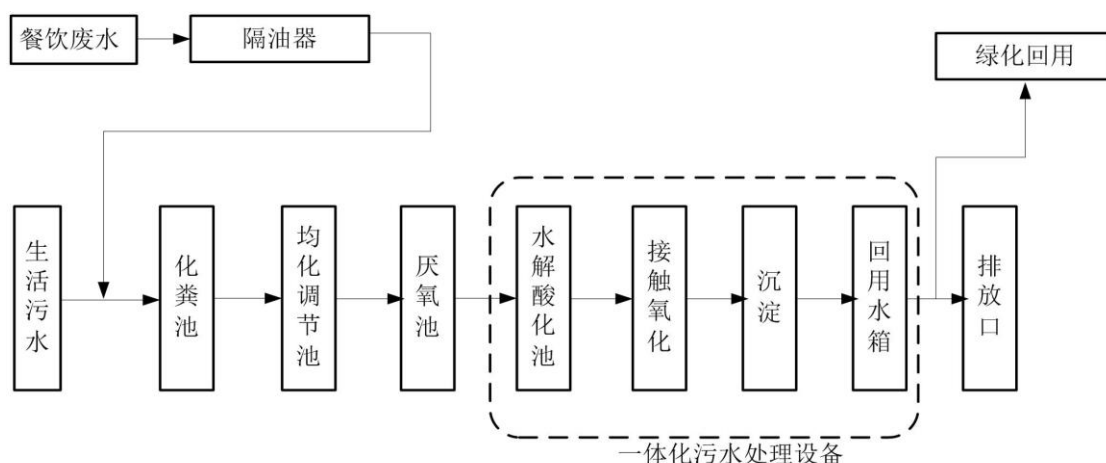 餐饮废水
隔油器
绿化回用
生活污水
化粪池
均化调节池
厌氧池
水解酸化池
接触氧化
沉淀
回用水箱
排放口
一体化污水处理设备